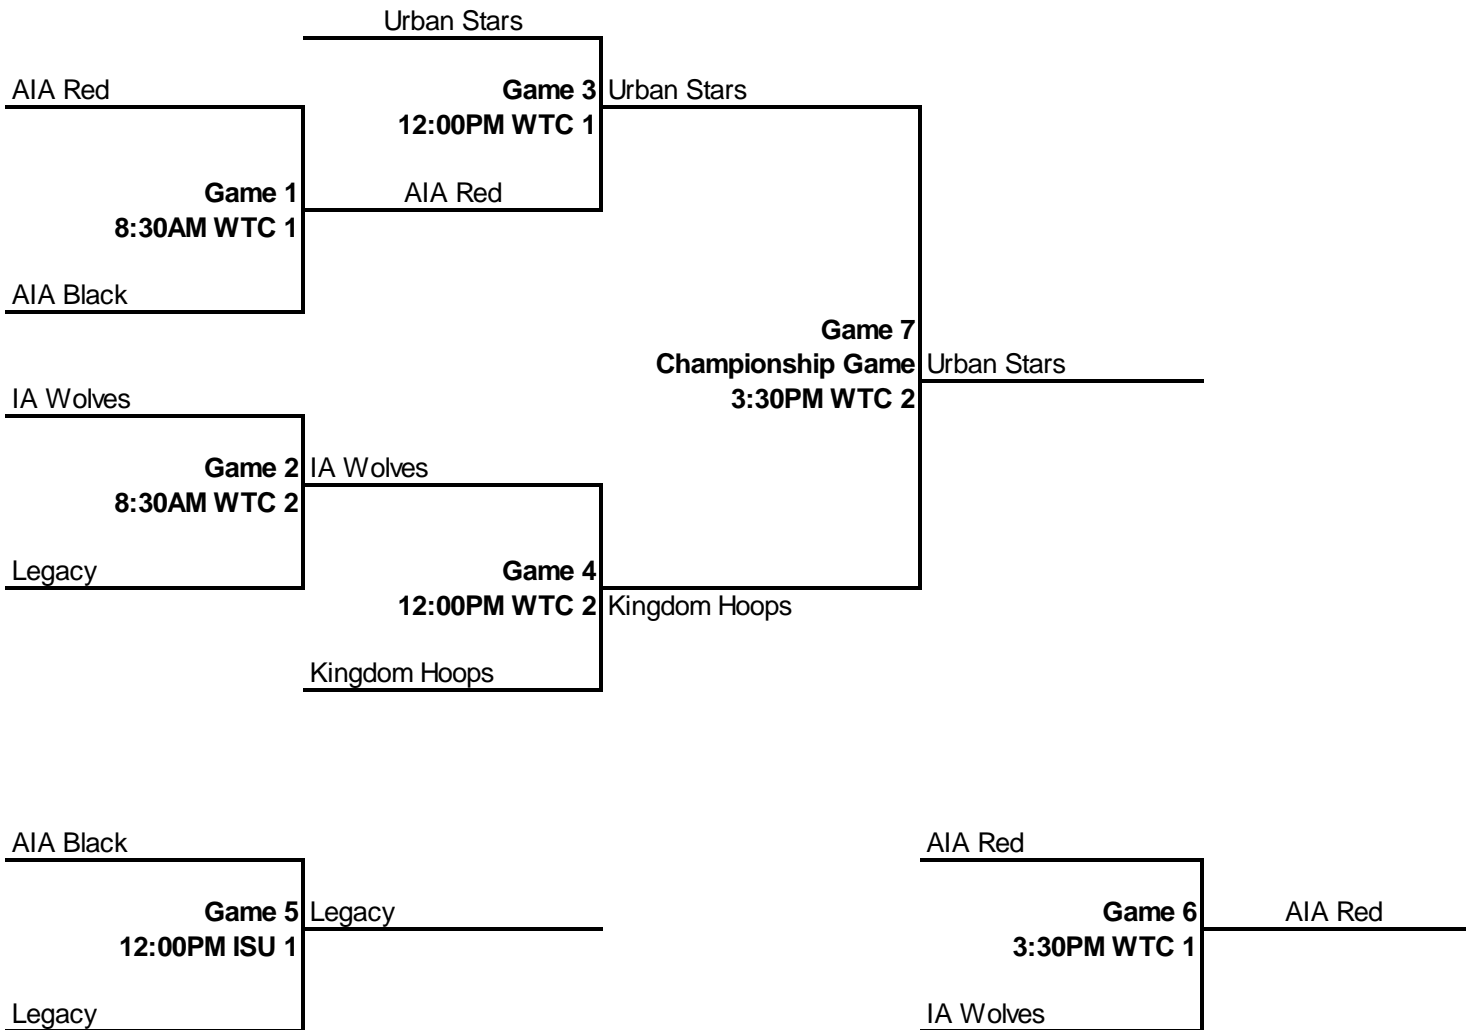 Urban Stars
AIA Red
Game 3
Urban Stars
12:00PM WTC 1
Game 1
AIA Red
8:30AM WTC 1
AIA Black
Game 7
Championship Game
Urban Stars
3:30PM WTC 2
IA Wolves
Game 2
IA Wolves
8:30AM WTC 2
Legacy
Game 4
12:00PM WTC 2
Kingdom Hoops
Kingdom Hoops
AIA Black
AIA Red
Game 5
Legacy
Game 6
AIA Red
12:00PM ISU 1
3:30PM WTC 1
Legacy
IA Wolves